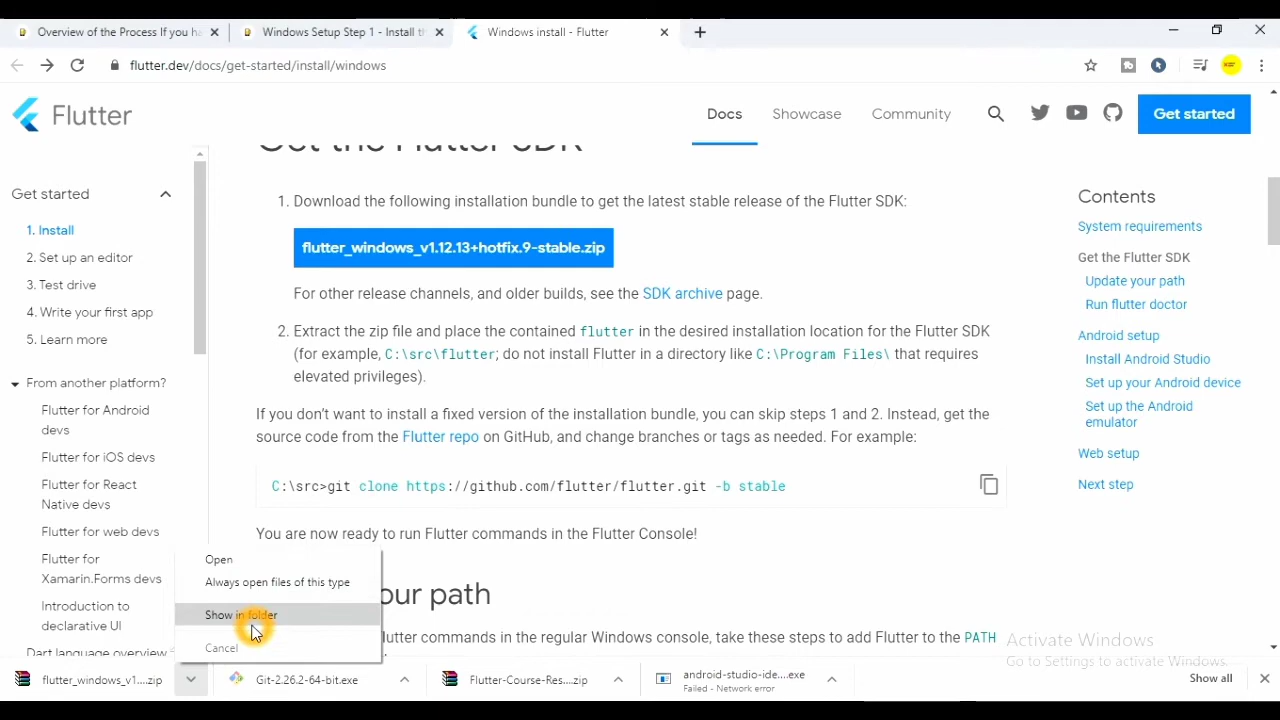 Overview of the Process If you ha
Windows Setup Step 1 - Install th
Windows install - Flutter
flutter.dev/docs/get-started/install/windows
Flutter
Docs
Showcase
Community
Get started
Get started
1. Install
2. Set up an editor
3. Test drive
4. Write your first app
5. Learn more
From another platform?
Flutter for Android
devs
Flutter for iOS devs
Flutter for React
Native devs
Flutter for web devs
Flutter for
Xamarin.Forms devs
Introduction to
declarative UI
Dart language overview
Get the Flutter SDK
1. Download the following installation bundle to get the latest stable release of the Flutter SDK:
flutter_windows_v1.12.13+hotfix.9-stable.zip
For other release channels, and older builds, see the SDK archive page.
2. Extract the zip file and place the contained flutter in the desired installation location for the Flutter SDK
(for example, C:\src\flutter; do not install Flutter in a directory like C:\Program Files\ that requires
elevated privileges).
If you don't want to install a fixed version of the installation bundle, you can skip steps 1 and 2. Instead, get the
source code from the Flutter repo on GitHub, and change branches or tags as needed. For example:
C:\src>git clone https://github.com/flutter/flutter.git -b stable
You are now ready to run Flutter commands in the Flutter Console!
our path
lutter commands in the regular Windows console, take these steps to add Flutter to the PATH
Contents
System requirements
Get the Flutter SDK
Update your path
Run flutter doctor
Android setup
Install Android Studio
Set up your Android device
Set up the Android
emulator
Web setup
Next step
Open
Always open files of this type
Show in folder
Cancel
Activate Windows
Go to Settings to activate Windows.
flutter_windows_v1....zip
Git-2.26.2-64-bit.exe
Flutter-Course-Res....zip
android-studio-ide....exe
Failed - Network error
Show all